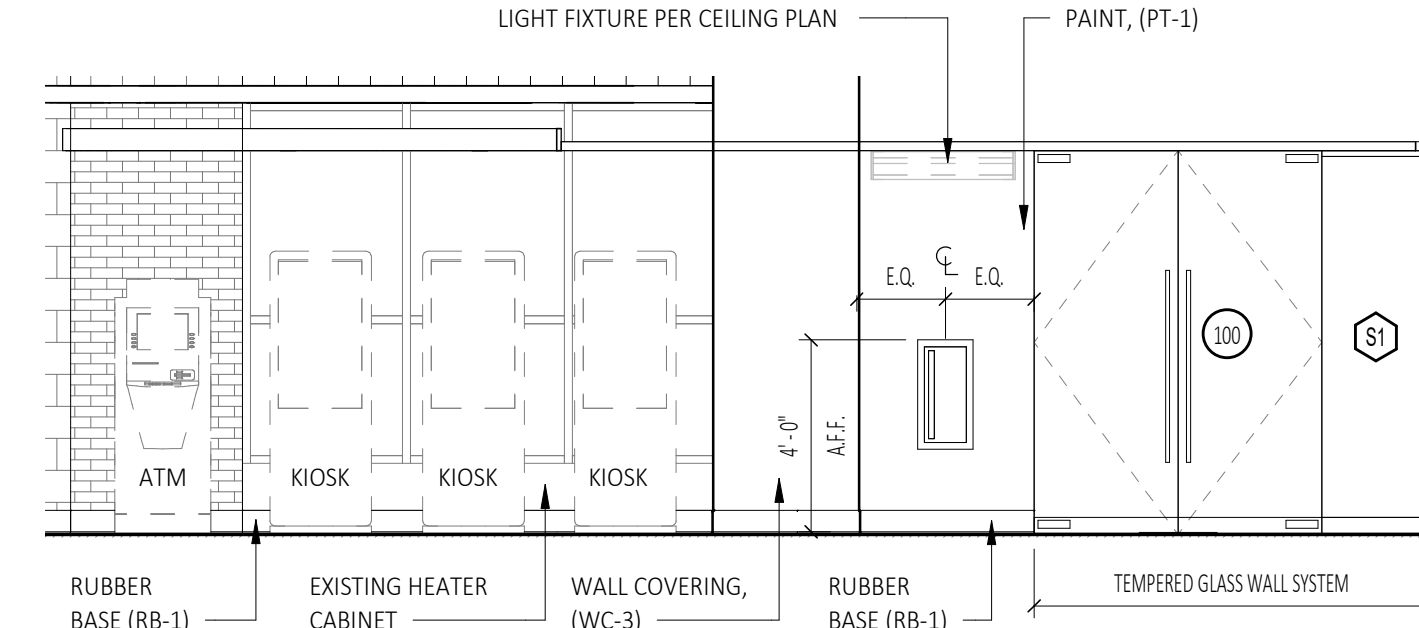 LIGHT FIXTURE PER CEILING PLAN
PAINT, (PT-1)
E.Q.
℄
E.Q.
100
S1
4' - 0"
A.F.F.
ATM
KIOSK
KIOSK
KIOSK
RUBBER
BASE (RB-1)
EXISTING HEATER
CABINET
WALL COVERING,
(WC-3)
RUBBER
BASE (RB-1)
TEMPERED GLASS WALL SYSTEM